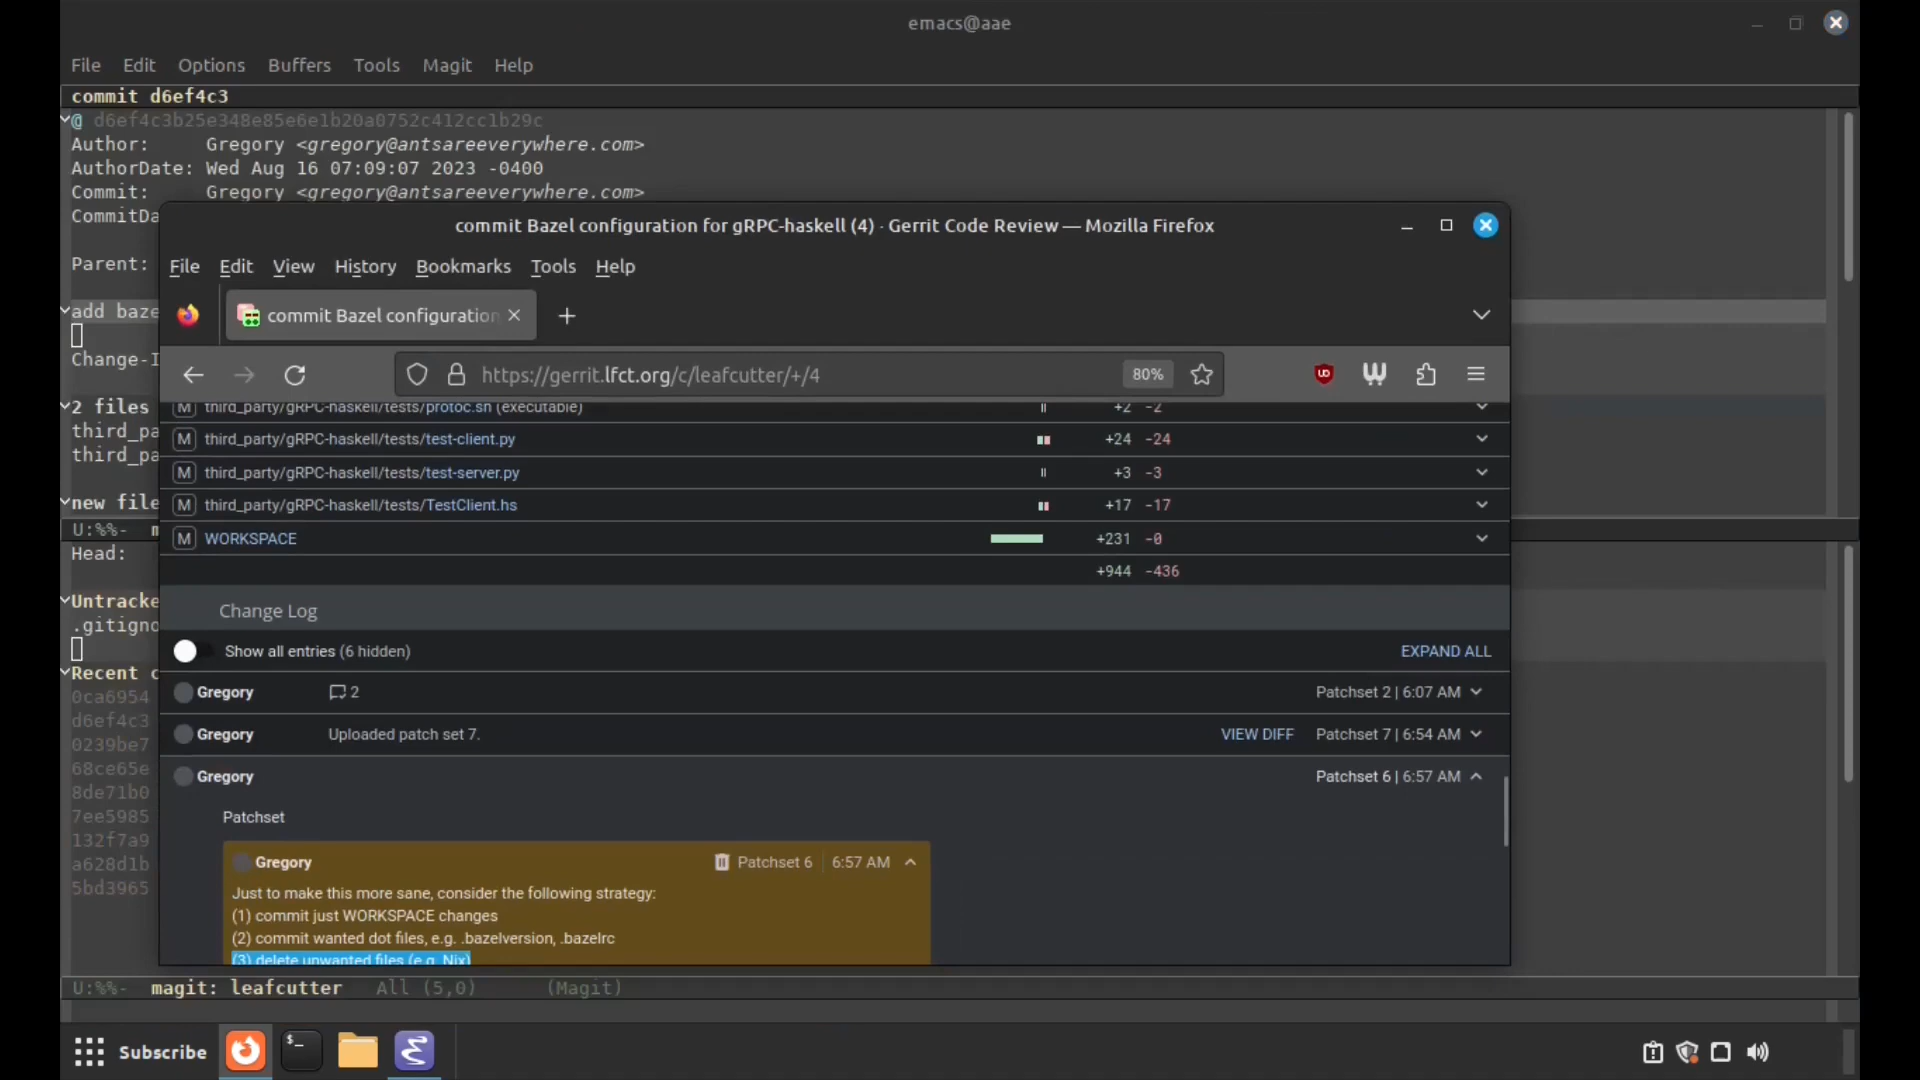 emacs@aae
File Edit Options Buffers Tools Magit Help
commit d6ef4c3
@ d6ef4c3b25e348e85e6e1b20a0752c412cc1b29c
Author: Gregory <gregory@antsareeverywhere.com>
AuthorDate: Wed Aug 16 07:09:07 2023 -0400
Commit: Gregory <gregory@antsareeverywhere.com>
CommitDa
Parent:
add baze
Change-I
2 files
third_pa
third_pa
new file
U:%%-
Head:
Untracke
.gitigno
Recent c
0ca6954
d6ef4c3
0239be7
68ce65e
8de71b0
7ee5985
132f7a9
a628d1b
5bd3965
commit Bazel configuration for gRPC-haskell (4) · Gerrit Code Review — Mozilla Firefox
File Edit View History Bookmarks Tools Help
commit Bazel configuration
https://gerrit.lfct.org/c/leafcutter/+/4
80%
M third_party/gRPC-haskell/tests/protoc.sh (executable) +2 -2
M third_party/gRPC-haskell/tests/test-client.py +24 -24
M third_party/gRPC-haskell/tests/test-server.py +3 -3
M third_party/gRPC-haskell/tests/TestClient.hs +17 -17
M WORKSPACE +231 -0
+944 -436
Change Log
Show all entries (6 hidden) EXPAND ALL
Gregory 2 Patchset 2 | 6:07 AM
Gregory Uploaded patch set 7. VIEW DIFF Patchset 7 | 6:54 AM
Gregory Patchset 6 | 6:57 AM
Patchset
Gregory Patchset 6 6:57 AM
Just to make this more sane, consider the following strategy:
(1) commit just WORKSPACE changes
(2) commit wanted dot files, e.g. .bazelversion, .bazelrc
(3) delete unwanted files (e.g. Nix)
U:%%- magit: leafcutter All (5,0) (Magit)
Subscribe